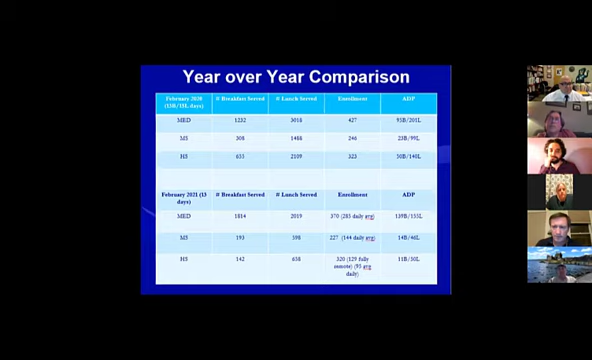 Year over Year Comparison
February 2020 # Breakfast Served # Lunch Served Enrollment ADP
(13B/15L days)
MED 1232 3018 427 95B/201L
MS 308 1488 246 23B/99L
HS 655 2109 323 50B/140L
February 2021 (13 # Breakfast Served # Lunch Served Enrollment ADP
days)
MED 1814 2019 370 (285 daily avg) 139B/155L
MS 193 598 227 (144 daily avg) 14B/46L
HS 142 658 320 (129 fully
remote) (95 avg
daily) 11B/50L